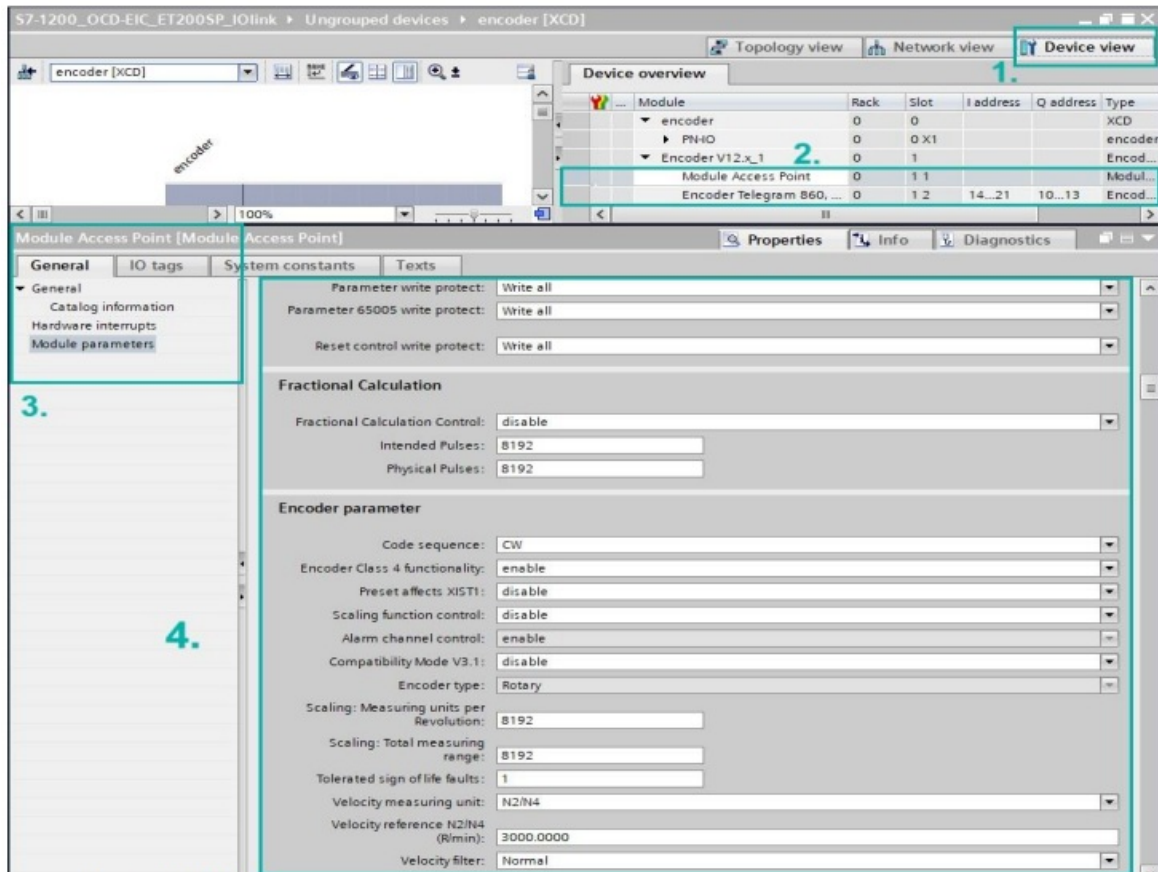 S7-1200_OCD-EIC_ET200SP_IOlink ▸ Ungrouped devices ▸ encoder [XCD]
Topology view Network view Device view
1.
encoder [XCD]
Device overview
... Module Rack Slot I address Q address Type
encoder 0 0 XCD
PN-IO 0 0 X1 encoder
Encoder V12.x_1 0 1 Encod...
2.
Module Access Point 0 1 1 Modul...
Encoder Telegram 860, ... 0 1 2 14...21 10...13 Encod...
encoder
100%
Module Access Point [Module Access Point]
Properties Info Diagnostics
General IO tags System constants Texts
General
Catalog information
Hardware interrupts
Module parameters
3.
4.
Parameter write protect: Write all
Parameter 65005 write protect: Write all
Reset control write protect: Write all
Fractional Calculation
Fractional Calculation Control: disable
Intended Pulses: 8192
Physical Pulses: 8192
Encoder parameter
Code sequence: CW
Encoder Class 4 functionality: enable
Preset affects XIST1: disable
Scaling function control: disable
Alarm channel control: enable
Compatibility Mode V3.1: disable
Encoder type: Rotary
Scaling: Measuring units per
Revolution: 8192
Scaling: Total measuring
range: 8192
Tolerated sign of life faults: 1
Velocity measuring unit: N2/N4
Velocity reference N2/N4
(R/min): 3000.0000
Velocity filter: Normal